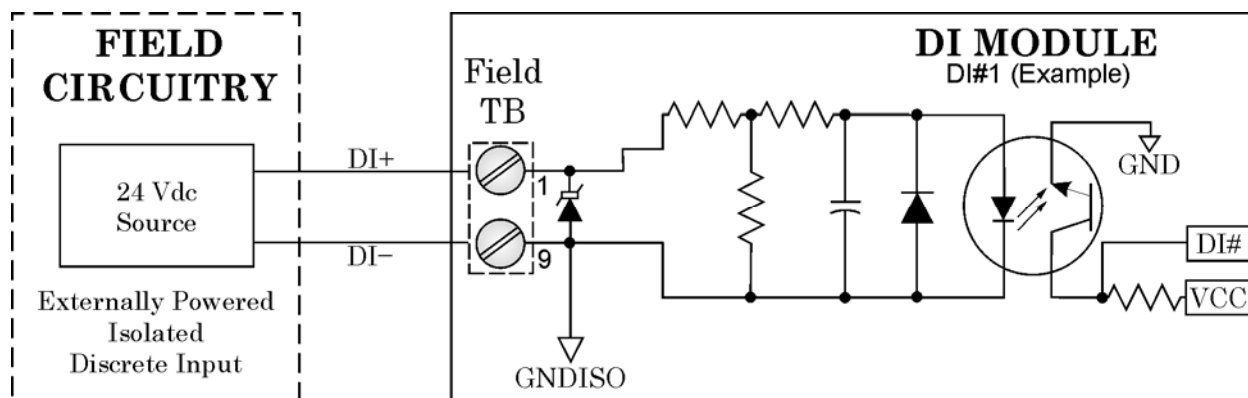 FIELD
CIRCUITRY
24 Vdc
Source
Externally Powered
Isolated
Discrete Input
DI+
DI−
Field
TB
1
9
GNDISO
DI MODULE
DI#1 (Example)
GND
DI#
VCC